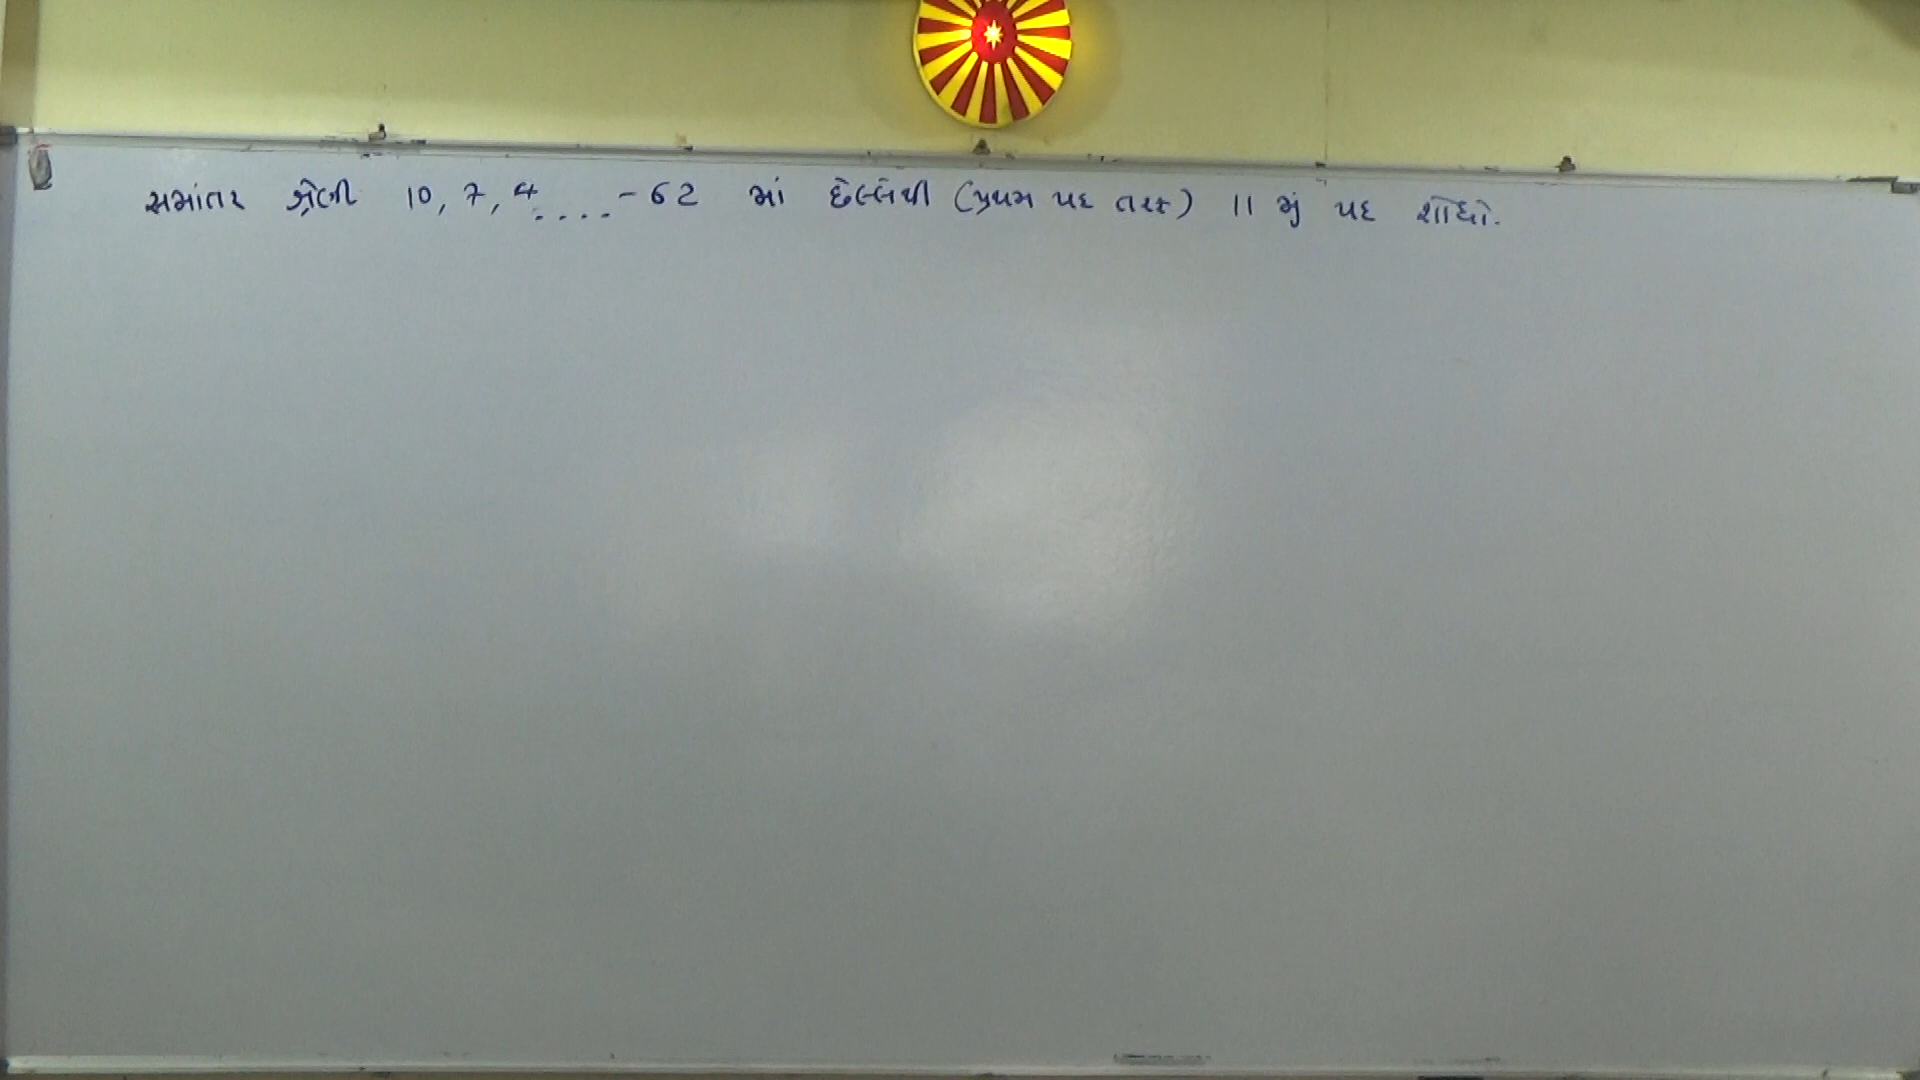 સમાંતર શ્રેણી 10, 7, 4 .... -62 માં છેલ્લેથી (પ્રથમ પદ તરફ) 11 મું પદ શોધો.